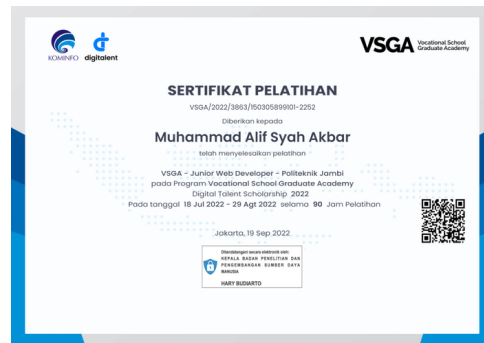 KOMINFO
digitalent
VSGA Vocational School Graduate Academy
SERTIFIKAT PELATIHAN
VSGA/2022/3863/150305899101-2252
Diberikan kepada
Muhammad Alif Syah Akbar
telah menyelesaikan pelatihan
VSGA - Junior Web Developer - Politeknik Jambi
pada Program Vocational School Graduate Academy
Digital Talent Scholarship 2022
Pada tanggal 18 Jul 2022 - 29 Agt 2022 selama 90 Jam Pelatihan
Jakarta, 19 Sep 2022
Ditandatangani secara elektronik oleh:
KEPALA BADAN PENELITIAN DAN
PENGEMBANGAN SUMBER DAYA
MANUSIA
HARY BUDIARTO